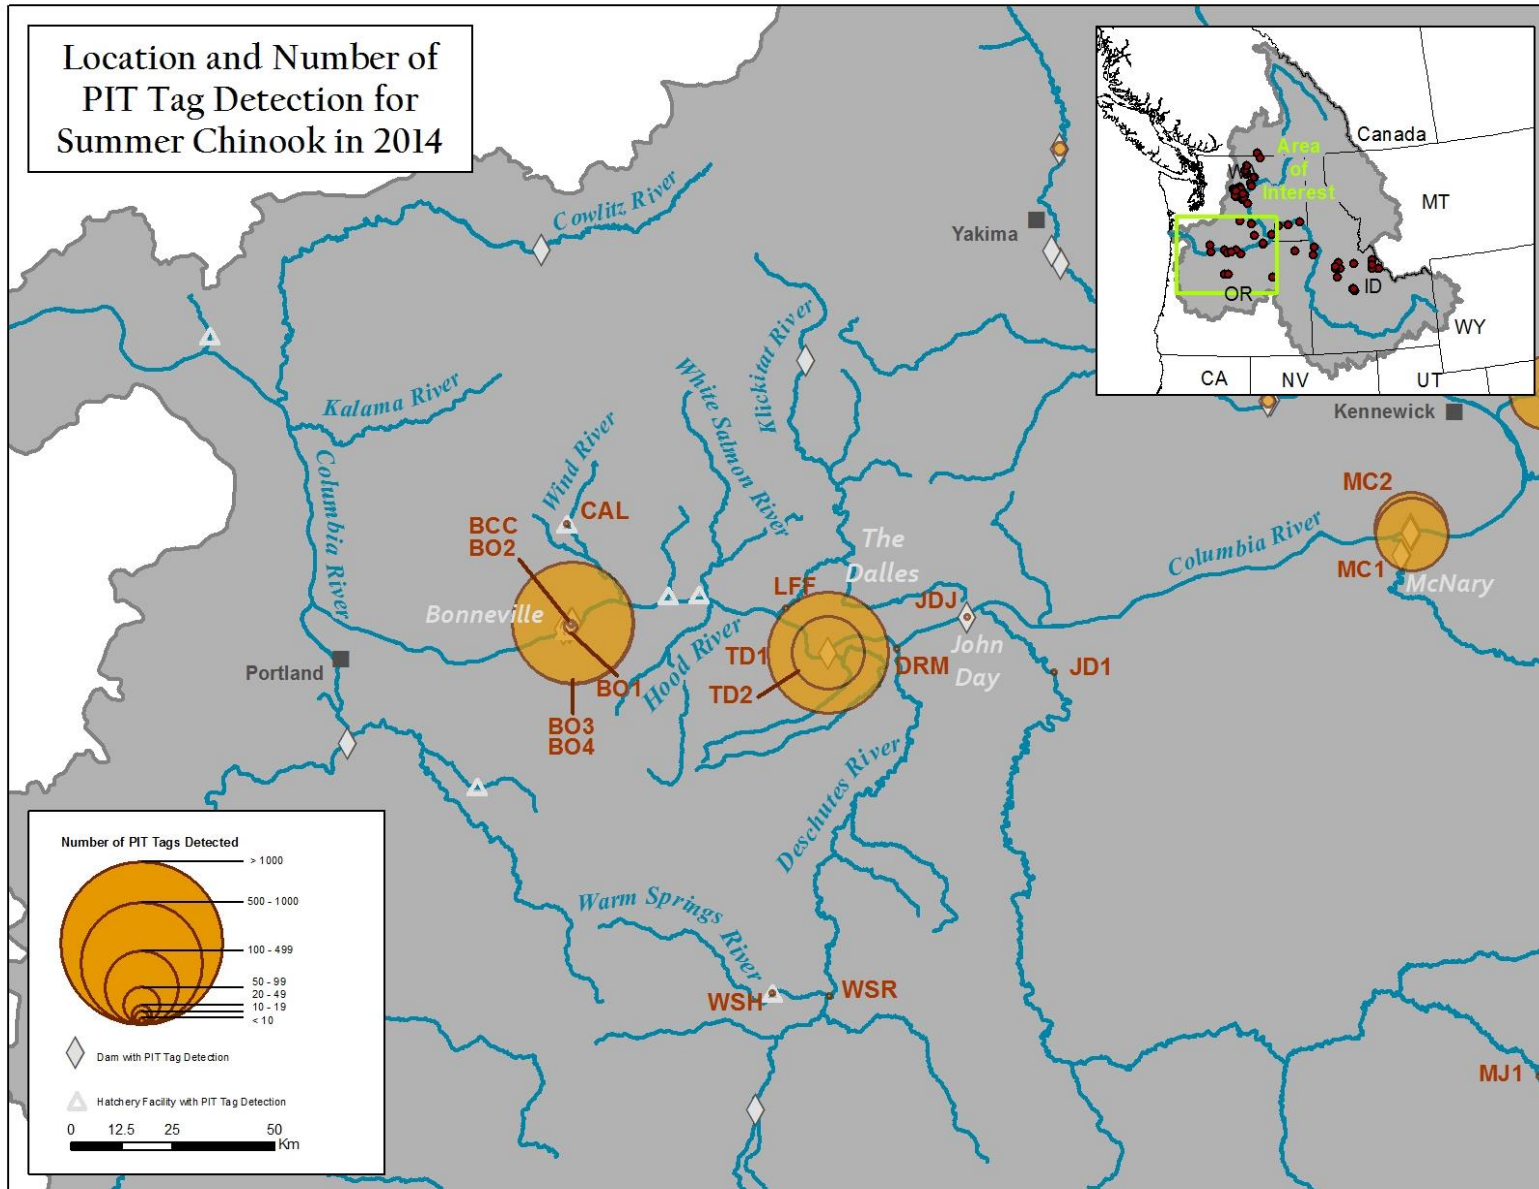 Location and Number of
PIT Tag Detection for
Summer Chinook in 2014
Canada
Area
of
Interest
W
MT
OR
ID
WY
CA
NV
UT
Cowlitz River
Yakima
Klickitat River
White Salmon River
Kalama River
Kennewick
Wind River
Columbia River
CAL
BCC
BO2
MC2
Columbia River
MC1
McNary
The
Dalles
LFF
JDJ
Bonneville
Hood River
TD1
TD2
DRM
John
Day
JD1
Portland
BO1
BO3
BO4
Deschutes River
Warm Springs
River
WSH
WSR
MJ1
Number of PIT Tags Detected
> 1000
500 - 1000
100 - 499
50 - 99
20 - 49
10 - 19
< 10
Dam with PIT Tag Detection
Hatchery Facility with PIT Tag Detection
0 12.5 25 50
Km